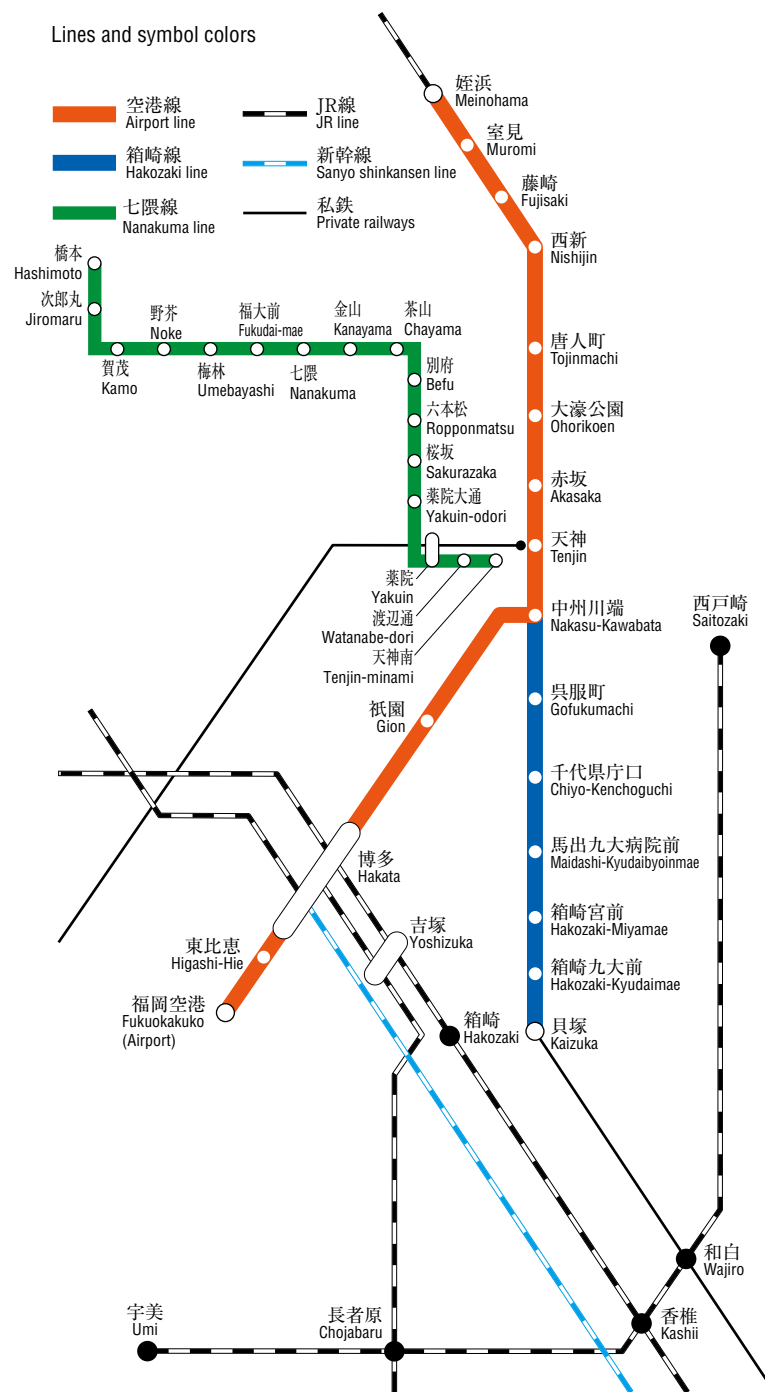 Lines and symbol colors
空港線
Airport line
箱崎線
Hakozaki line
七隈線
Nanakuma line
JR線
JR line
新幹線
Sanyo shinkansen line
私鉄
Private railways
姪浜
Meinohama
室見
Muromi
藤崎
Fujisaki
西新
Nishijin
唐人町
Tojinmachi
大濠公園
Ohorikoen
赤坂
Akasaka
天神
Tenjin
中州川端
Nakasu-Kawabata
橋本
Hashimoto
次郎丸
Jiromaru
賀茂
Kamo
野芥
Noke
梅林
Umebayashi
福大前
Fukudai-mae
七隈
Nanakuma
金山
Kanayama
茶山
Chayama
別府
Befu
六本松
Ropponmatsu
桜坂
Sakurazaka
薬院大通
Yakuin-odori
薬院
Yakuin
渡辺通
Watanabe-dori
天神南
Tenjin-minami
祇園
Gion
博多
Hakata
東比恵
Higashi-Hie
福岡空港
Fukuokakuko
(Airport)
呉服町
Gofukumachi
千代県庁口
Chiyo-Kenchoguchi
馬出九大病院前
Maidashi-Kyudaibyoinmae
箱崎宮前
Hakozaki-Miyamae
箱崎九大前
Hakozaki-Kyudaimae
貝塚
Kaizuka
西戸崎
Saitozaki
吉塚
Yoshizuka
箱崎
Hakozaki
和白
Wajiro
香椎
Kashii
長者原
Chojabaru
宇美
Umi